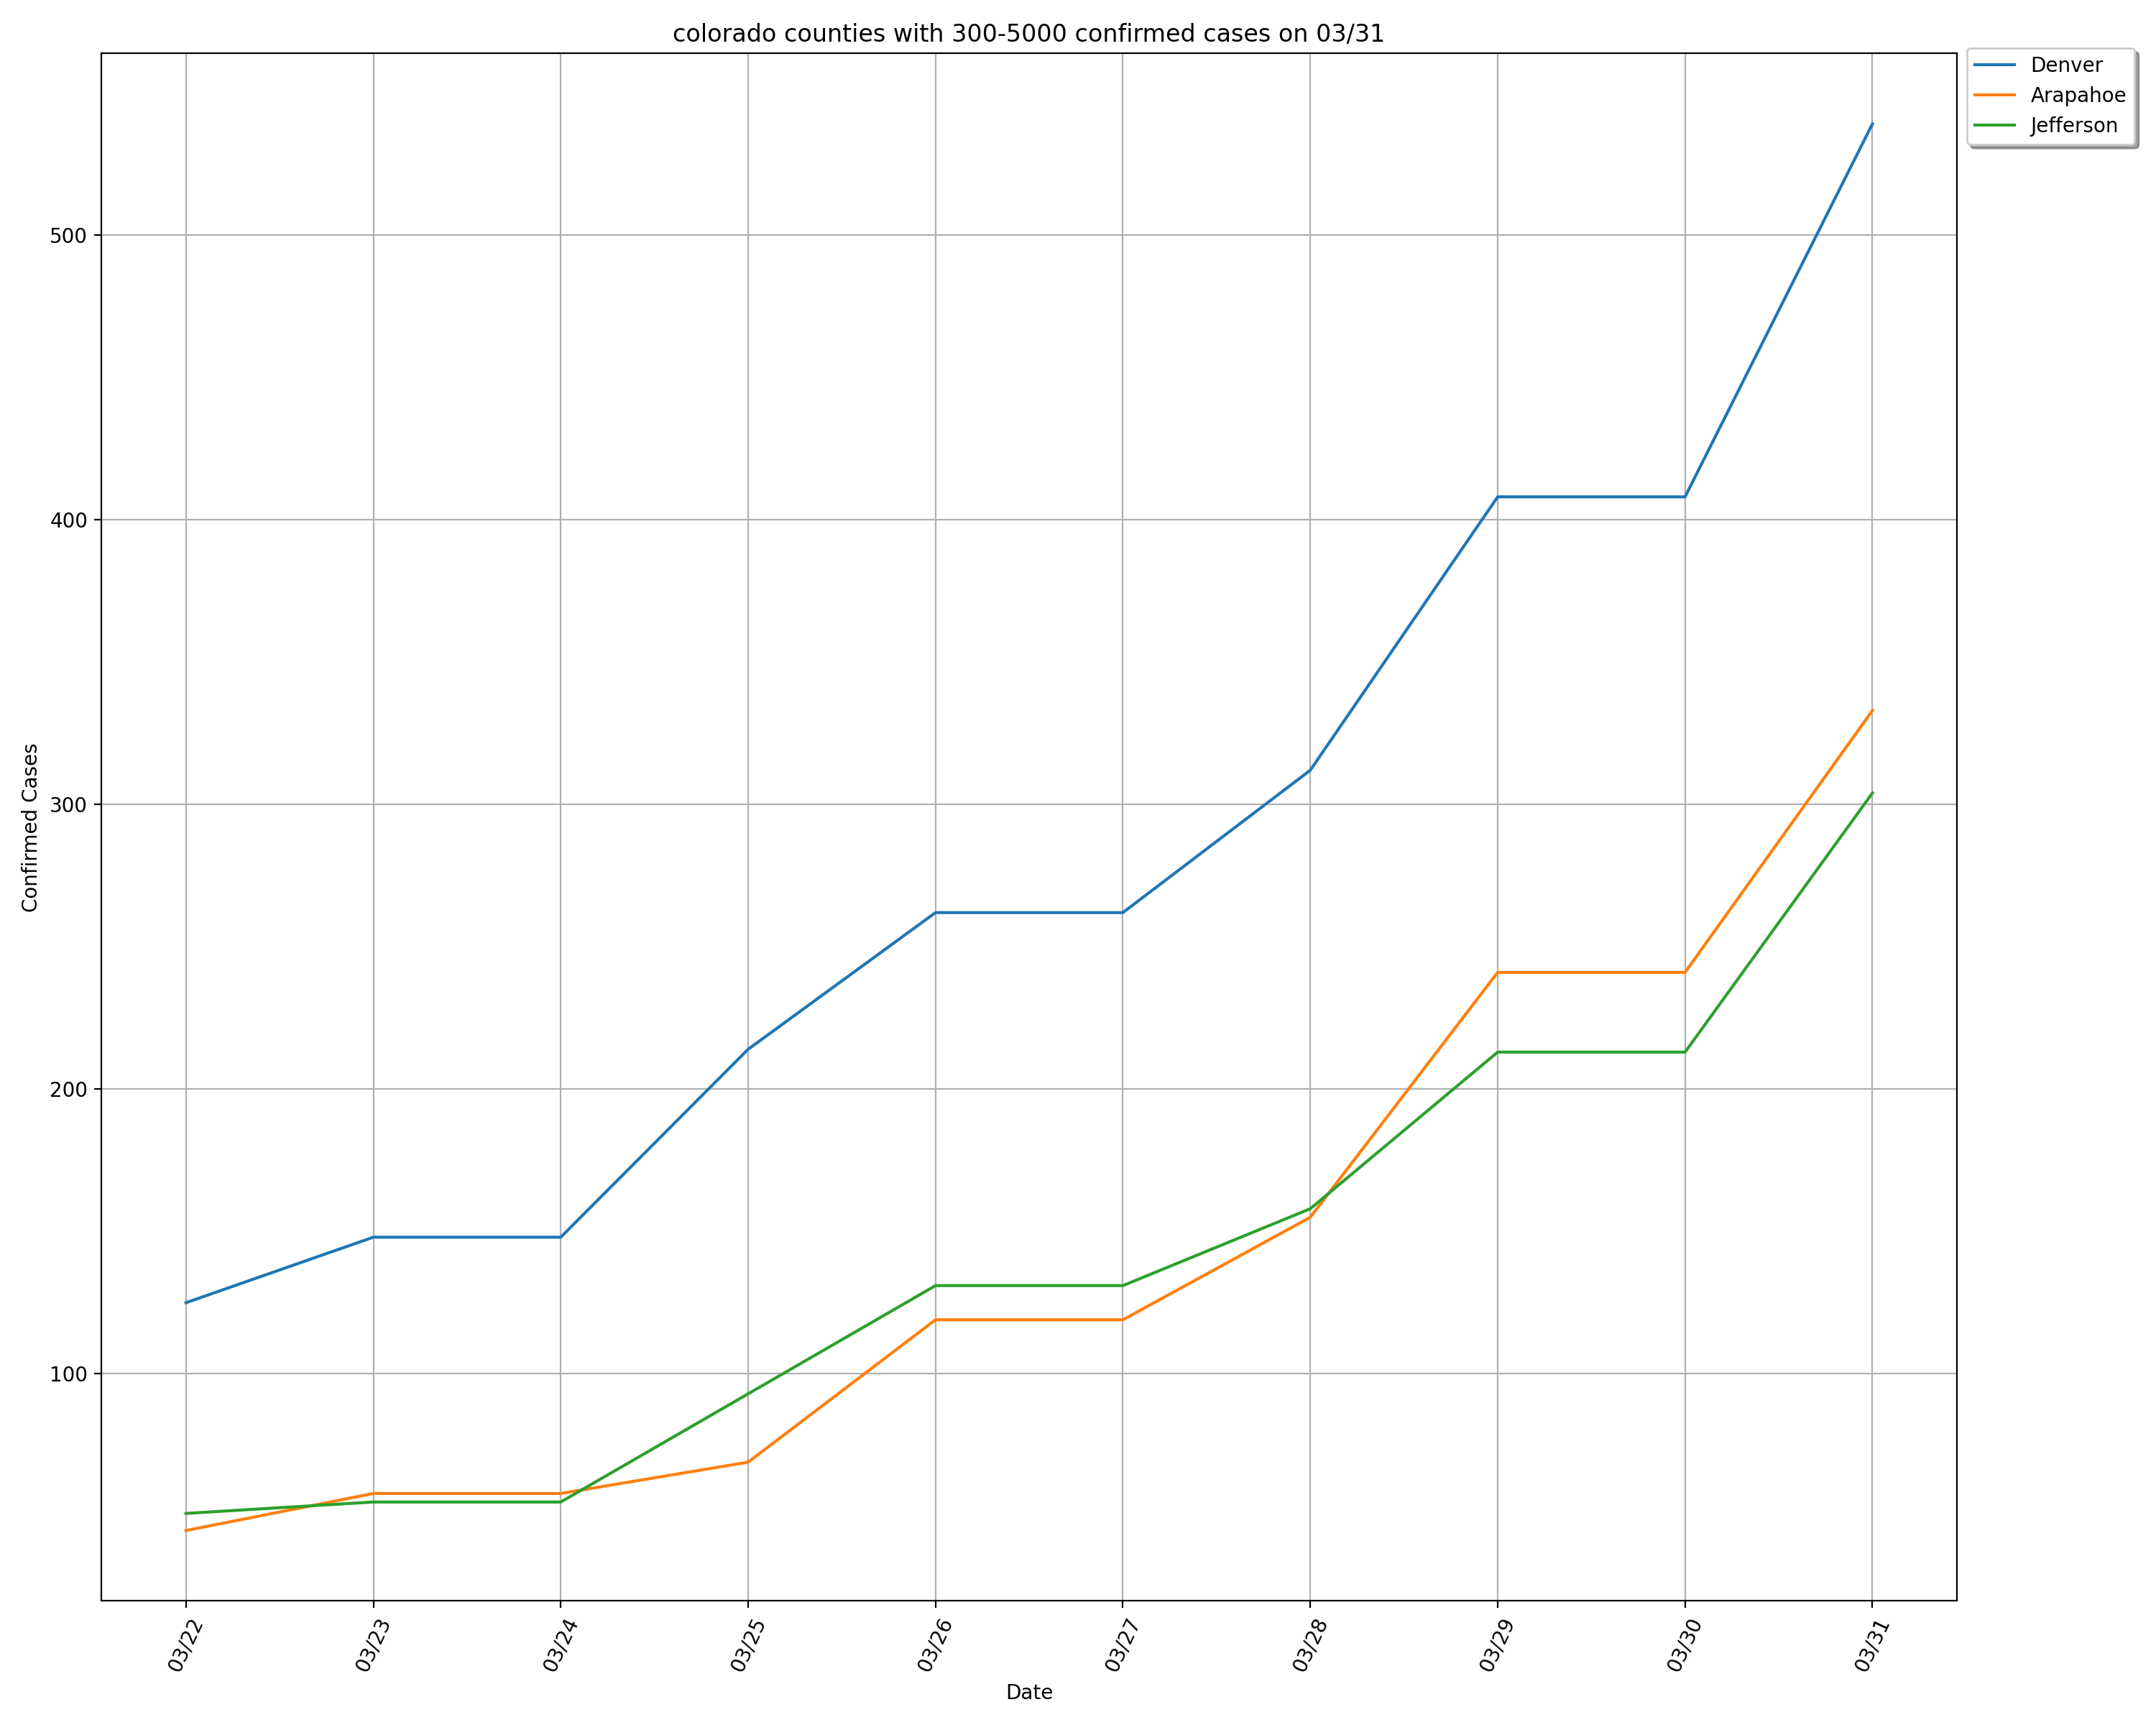 colorado counties with 300-5000 confirmed cases on 03/31
Denver
Arapahoe
Jefferson
500
400
300
200
100
Confirmed Cases
03/22
03/23
03/24
03/25
03/26
03/27
03/28
03/29
03/30
03/31
Date